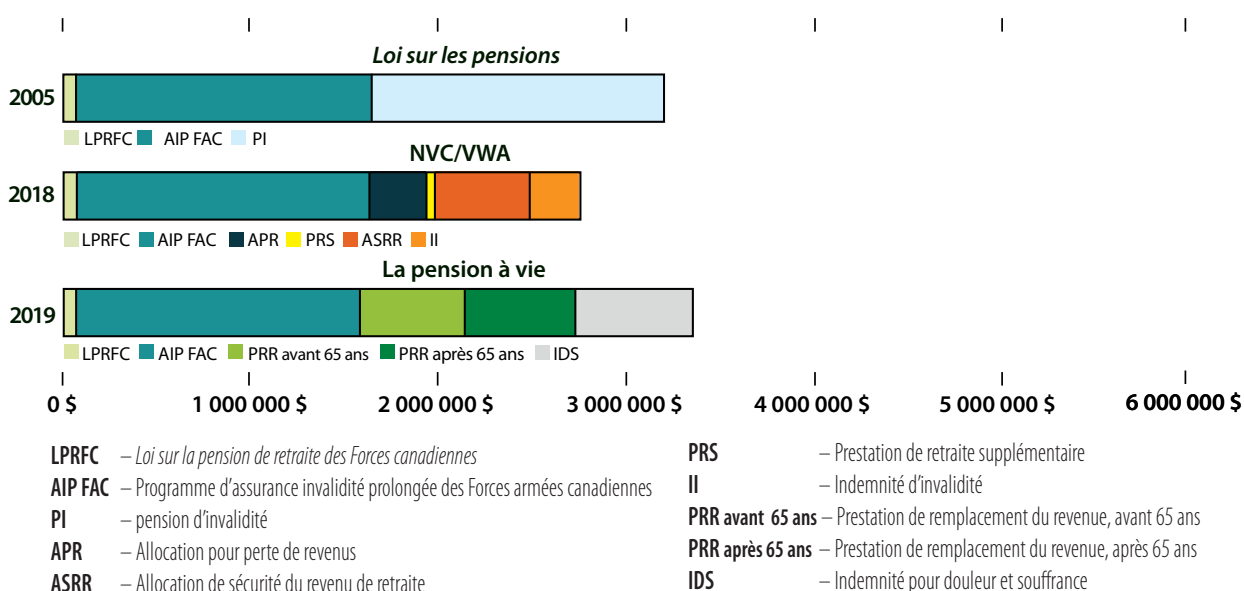 Loi sur les pensions
2005
LPRFC AIP FAC PI
NVC/VWA
2018
LPRFC AIP FAC APR PRS ASRR II
La pension à vie
2019
LPRFC AIP FAC PRR avant 65 ans PRR après 65 ans IDS
0 $ 1 000 000 $ 2 000 000 $ 3 000 000 $ 4 000 000 $ 5 000 000 $ 6 000 000 $
LPRFC – Loi sur la pension de retraite des Forces canadiennes
AIP FAC – Programme d'assurance invalidité prolongée des Forces armées canadiennes
PI – pension d'invalidité
APR – Allocation pour perte de revenus
ASRR – Allocation de sécurité du revenu de retraite
PRS – Prestation de retraite supplémentaire
II – Indemnité d'invalidité
PRR avant 65 ans – Prestation de remplacement du revenu, avant 65 ans
PRR après 65 ans – Prestation de remplacement du revenu, après 65 ans
IDS – Indemnité pour douleur et souffrance